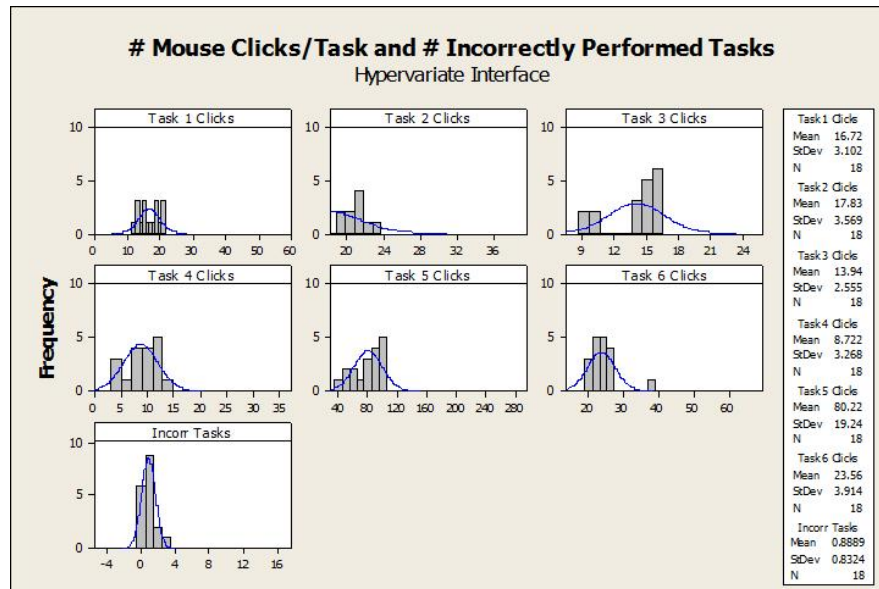 # Mouse Clicks/Task and # Incorrectly Performed Tasks
Hypervariate Interface
Frequency
Task 1 Clicks
10
5
0
0 10 20 30 40 50 60
Task 2 Clicks
10
5
0
20 24 28 32 36
Task 3 Clicks
10
5
0
9 12 15 18 21 24
Task 4 Clicks
10
5
0
0 5 10 15 20 25 30 35
Task 5 Clicks
10
5
0
40 80 120 160 200 240 280
Task 6 Clicks
10
5
0
20 30 40 50 60
Incorr Tasks
10
5
0
-4 0 4 8 12 16
Task1 Clicks
Mean 16.72
StDev 3.102
N 18
Task2 Clicks
Mean 17.83
StDev 3.569
N 18
Task3 Clicks
Mean 13.94
StDev 2.555
N 18
Task4 Clicks
Mean 8.722
StDev 3.268
N 18
Task5 Clicks
Mean 80.22
StDev 19.24
N 18
Task6 Clicks
Mean 23.56
StDev 3.914
N 18
Incorr Tasks
Mean 0.8889
StDev 0.8324
N 18